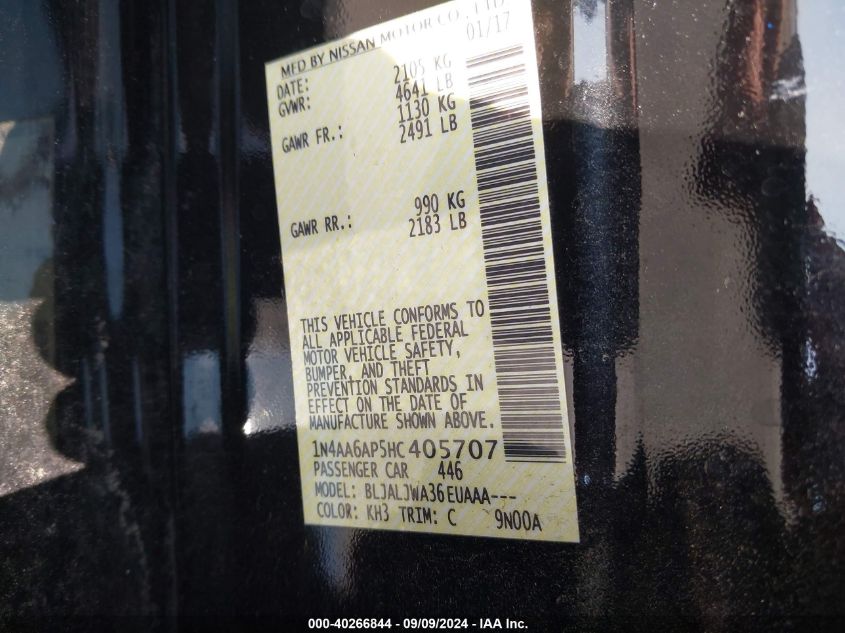 MFD BY NISSAN MOTOR CO., LTD
DATE: 01/17
GVWR: 2105 KG
4641 LB
GAWR FR.: 1130 KG
2491 LB
GAWR RR.: 990 KG
2183 LB
THIS VEHICLE CONFORMS TO
ALL APPLICABLE FEDERAL
MOTOR VEHICLE SAFETY,
BUMPER, AND THEFT
PREVENTION STANDARDS IN
EFFECT ON THE DATE OF
MANUFACTURE SHOWN ABOVE.
1N4AA6AP5HC405707
PASSENGER CAR 446
MODEL: BLJALJWA36EUAAA---
COLOR: KH3 TRIM: C 9N00A
000-40266844 - 09/09/2024 - IAA Inc.